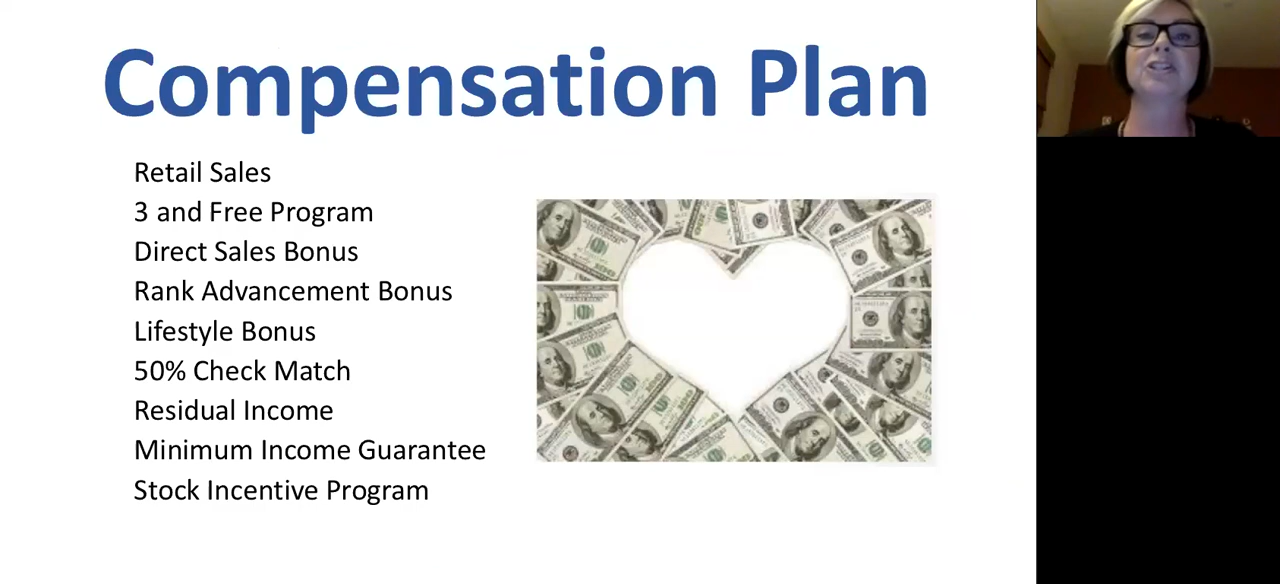 Compensation Plan
Retail Sales
3 and Free Program
Direct Sales Bonus
Rank Advancement Bonus
Lifestyle Bonus
50% Check Match
Residual Income
Minimum Income Guarantee
Stock Incentive Program